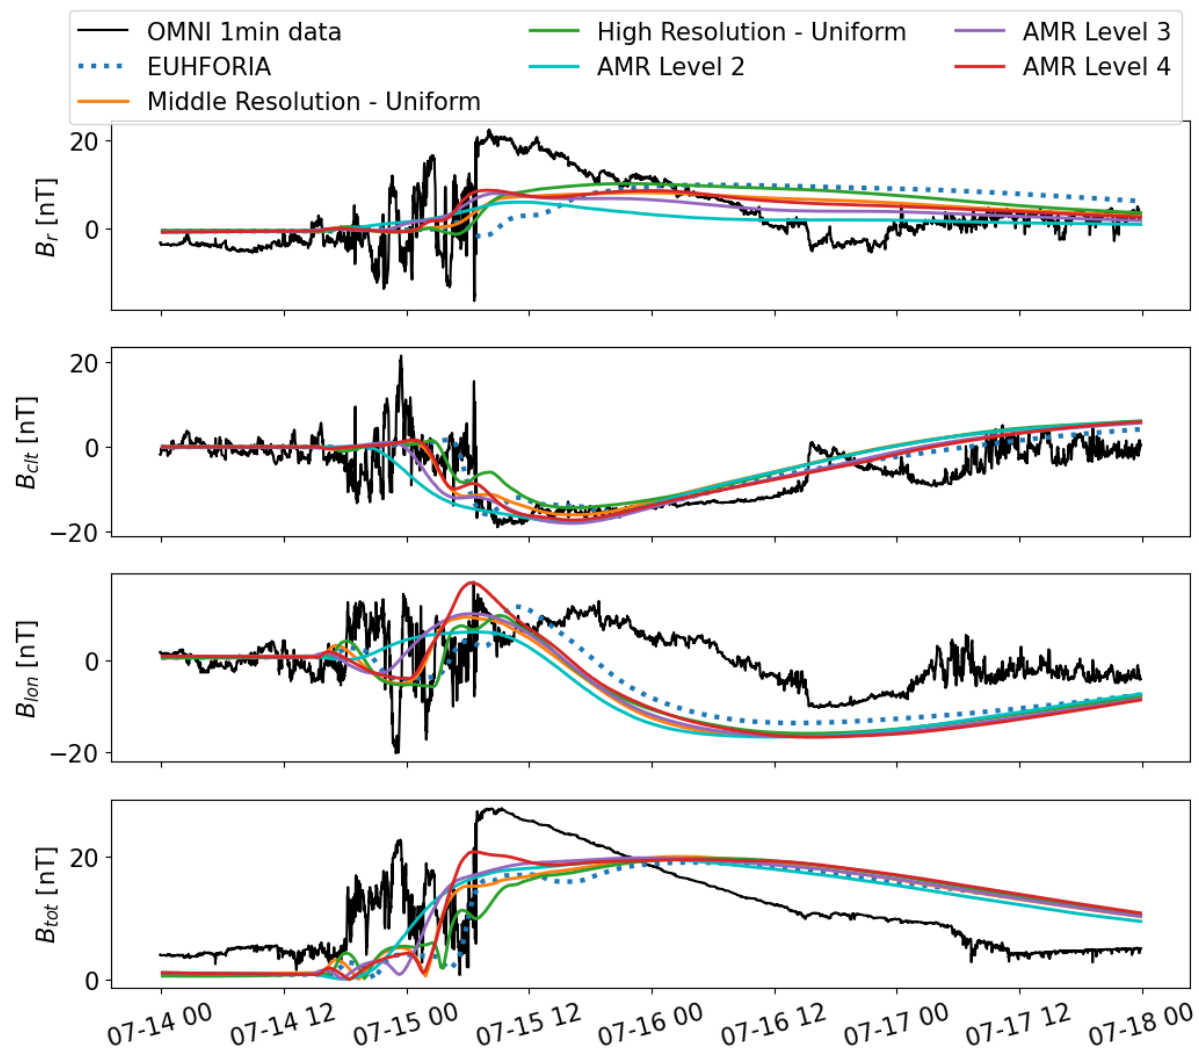 OMNI 1min data
EUHFORIA
Middle Resolution - Uniform
High Resolution - Uniform
AMR Level 2
AMR Level 3
AMR Level 4
B_r [nT]
20
0
B_clt [nT]
20
0
−20
B_lon [nT]
0
−20
B_tot [nT]
20
0
07-14 00
07-14 12
07-15 00
07-15 12
07-16 00
07-16 12
07-17 00
07-17 12
07-18 00